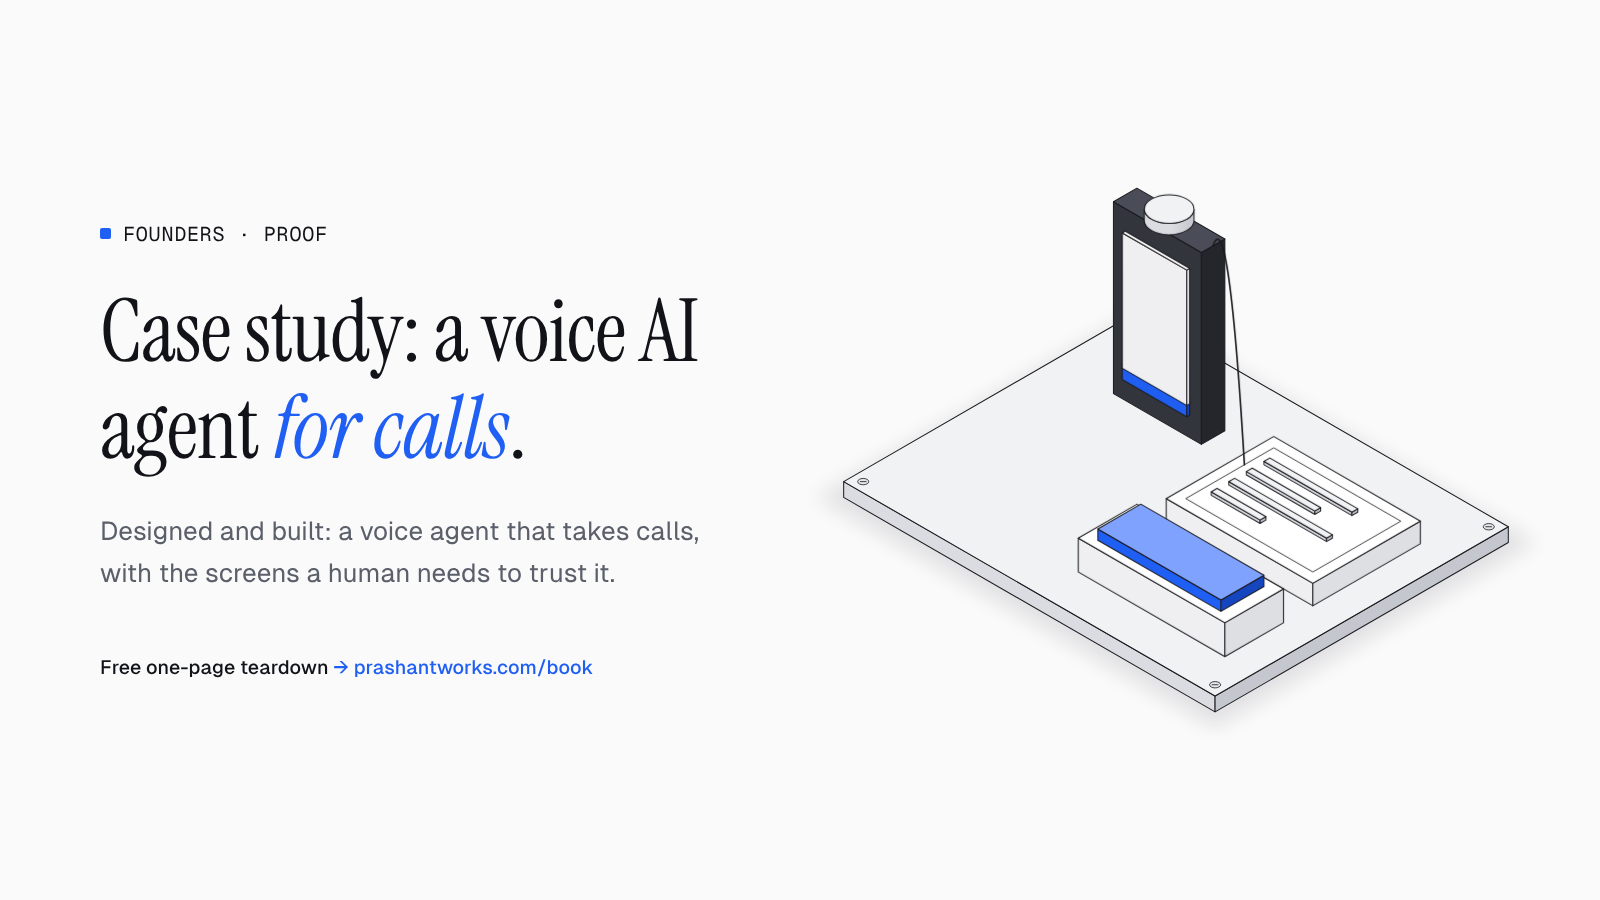 FOUNDERS · PROOF
Case study: a voice AI
agent for calls.
Designed and built: a voice agent that takes calls,
with the screens a human needs to trust it.
Free one-page teardown → prashantworks.com/book